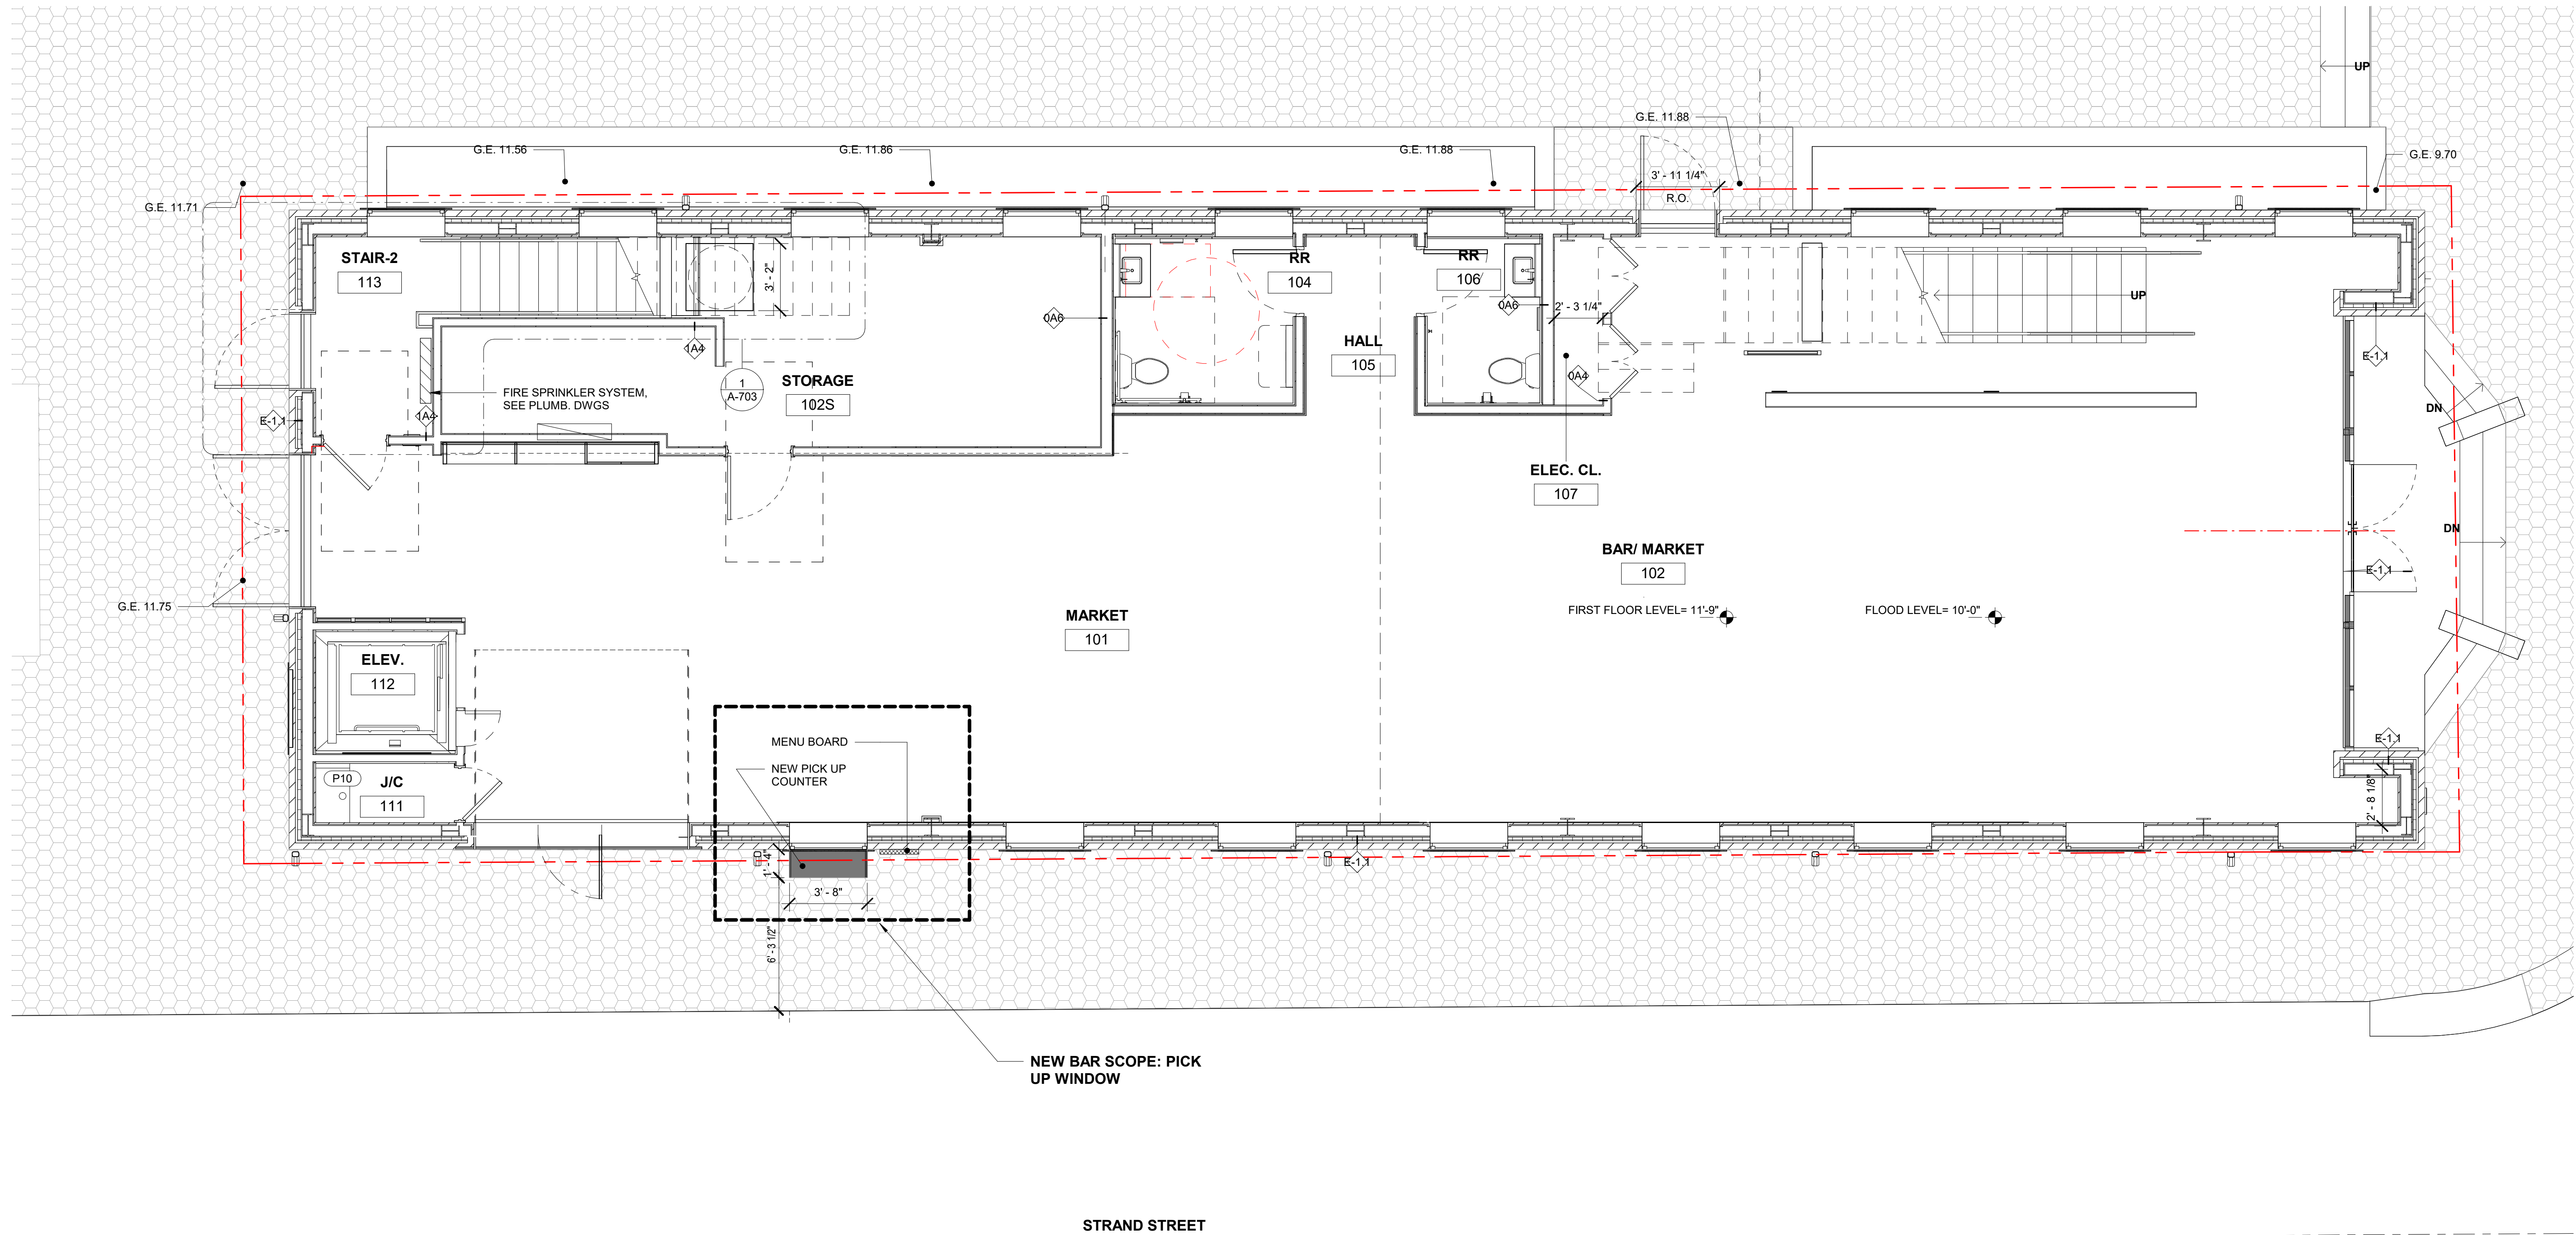 UP
G.E. 11.88
G.E. 11.56
G.E. 11.86
G.E. 11.88
G.E. 9.70
3' - 11 1/4"
R.O.
G.E. 11.71
STAIR-2
113
3' - 2"
RR
104
RR
106
0A6
0A6
2' - 3 1/4"
UP
1A4
HALL
105
E-1.1
1
A-703
STORAGE
102S
0A4
FIRE SPRINKLER SYSTEM,
SEE PLUMB. DWGS
1A4
E-1.1
DN
ELEC. CL.
107
DN
BAR/ MARKET
102
E-1.1
G.E. 11.75
MARKET
101
FIRST FLOOR LEVEL= 11'-9"
FLOOD LEVEL= 10'-0"
ELEV.
112
MENU BOARD
E-1.1
NEW PICK UP
COUNTER
P10
J/C
111
2' - 8 1/8"
1' - 4"
E-1.1
3' - 8"
6' - 3 1/2"
NEW BAR SCOPE: PICK
UP WINDOW
STRAND STREET